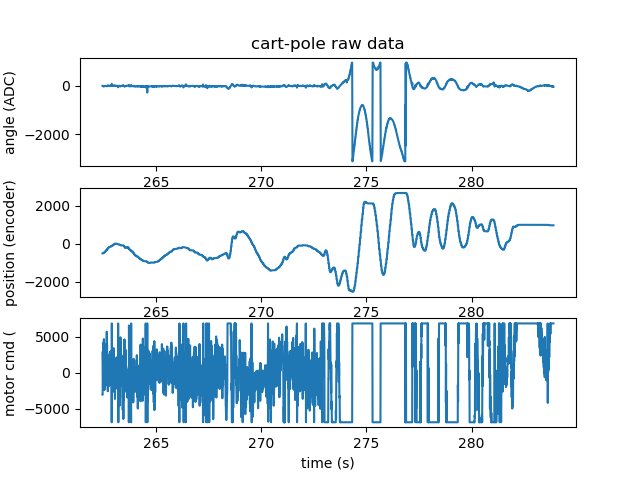 cart-pole raw data
angle (ADC)
0
−2000
265 270 275 280
position (encoder)
2000
0
−2000
265 270 275 280
motor cmd (
5000
0
−5000
265 270 275 280
time (s)